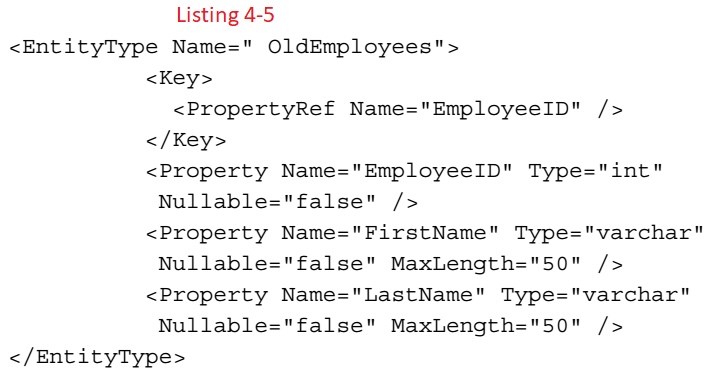 Listing 4-5
<EntityType Name=" OldEmployees">
<Key>
<PropertyRef Name="EmployeeID" />
</Key>
<Property Name="EmployeeID" Type="int"
Nullable="false" />
<Property Name="FirstName" Type="varchar"
Nullable="false" MaxLength="50" />
<Property Name="LastName" Type="varchar"
Nullable="false" MaxLength="50" />
</EntityType>